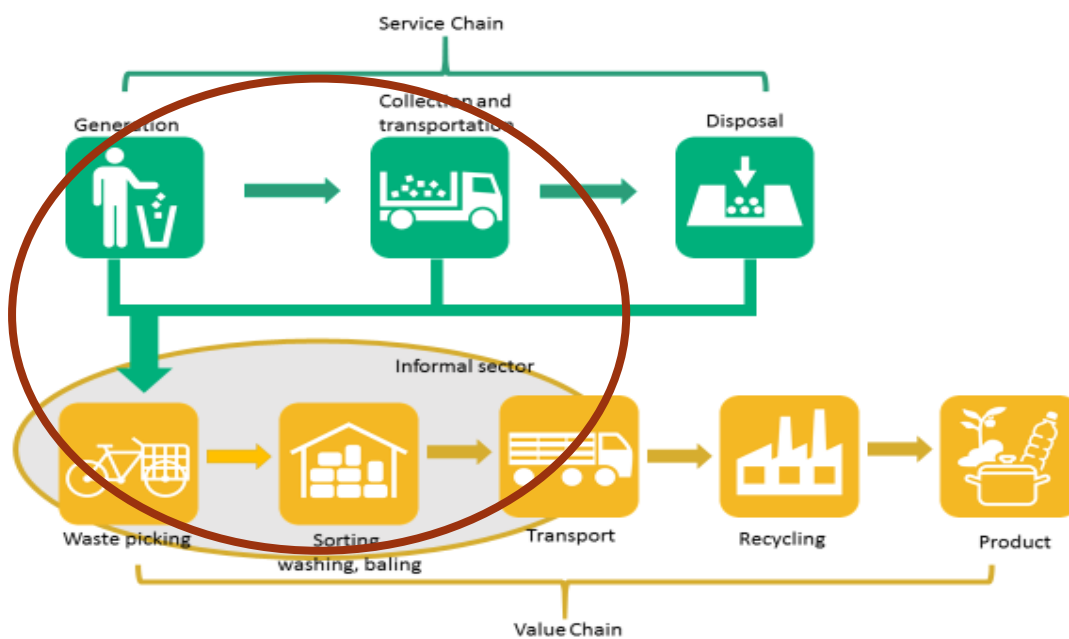 Service Chain
Generation
Collection and
transportation
Disposal
Informal sector
Waste picking
Sorting,
washing, baling
Transport
Recycling
Product
Value Chain